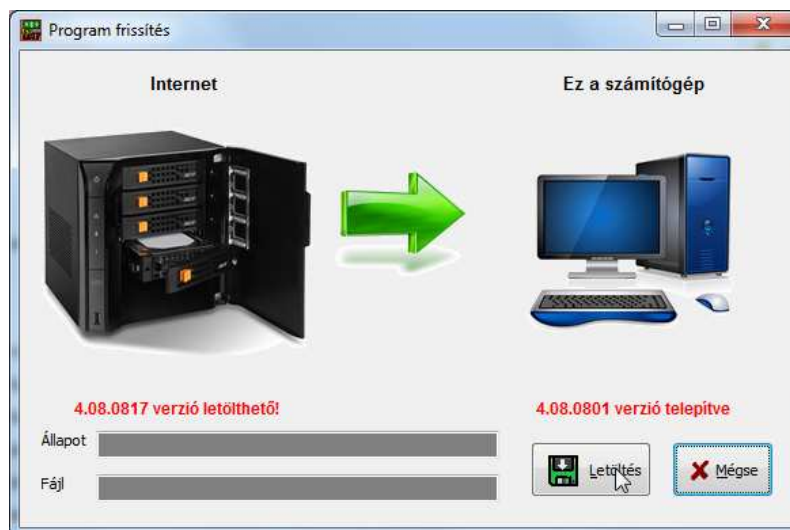 Program frissítés
Internet
Ez a számítógép
4.08.0817 verzió letölthető!
4.08.0801 verzió telepítve
Állapot
Fájl
Letöltés
Mégse